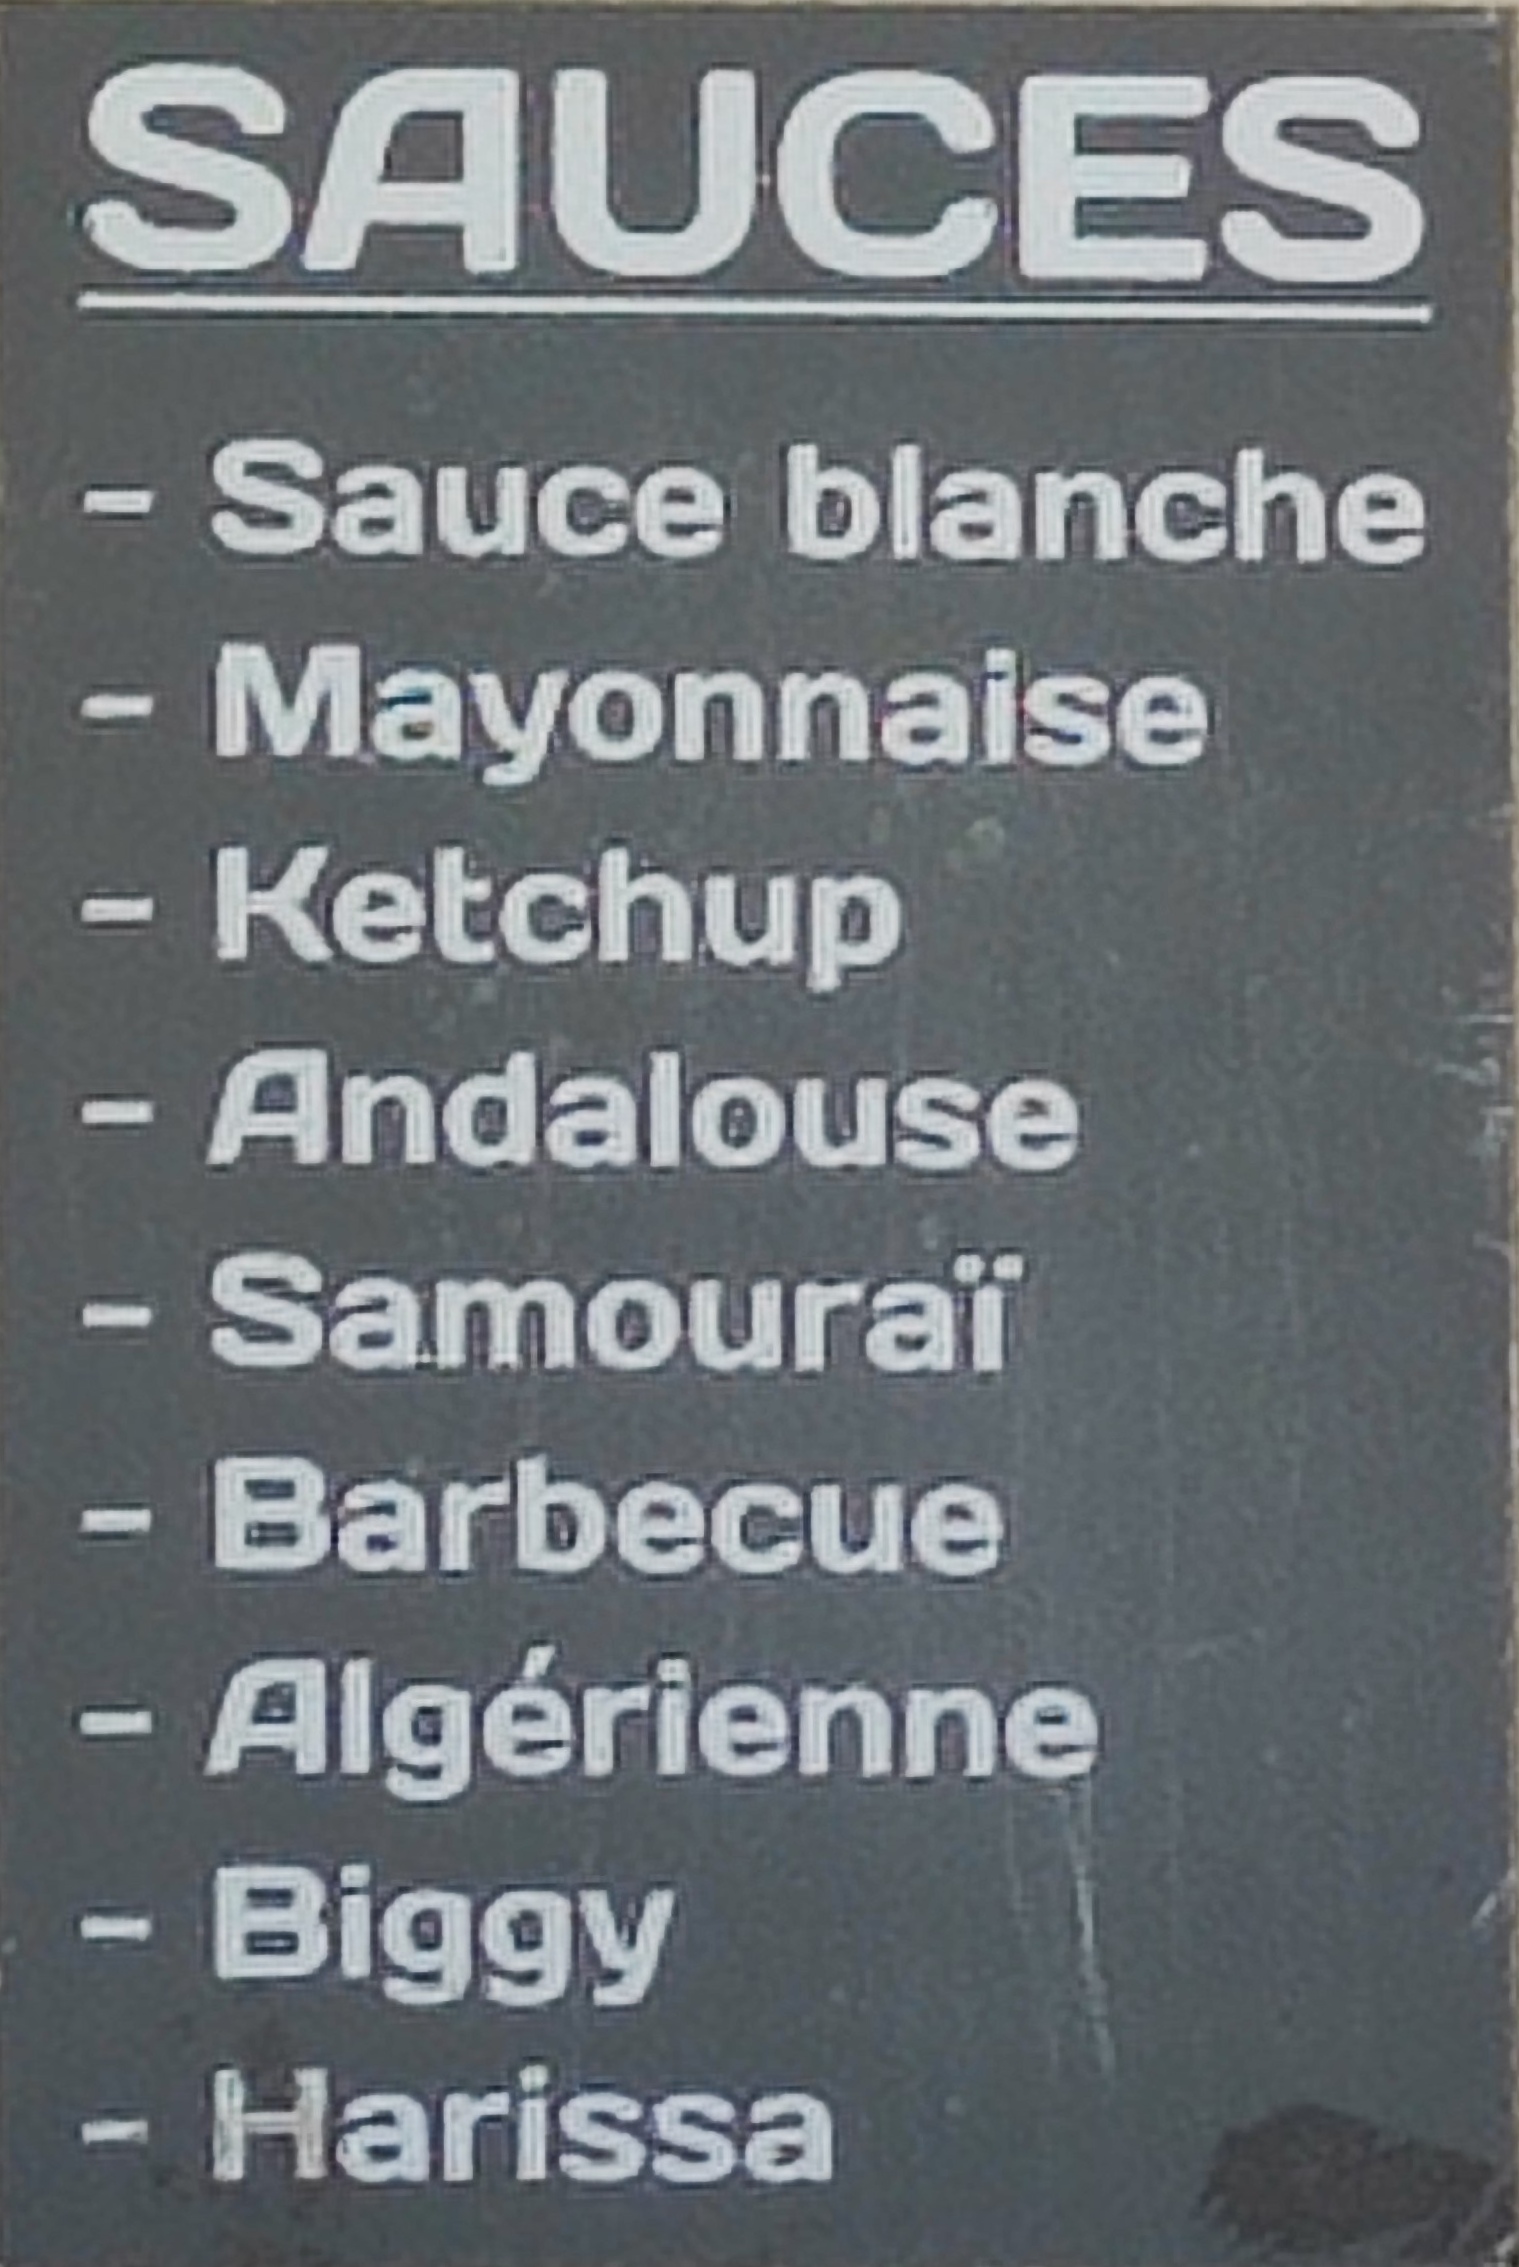 SAUCES
- Sauce blanche
- Mayonnaise
- Ketchup
- Andalouse
- Samouraï
- Barbecue
- Algérienne
- Biggy
- Harissa